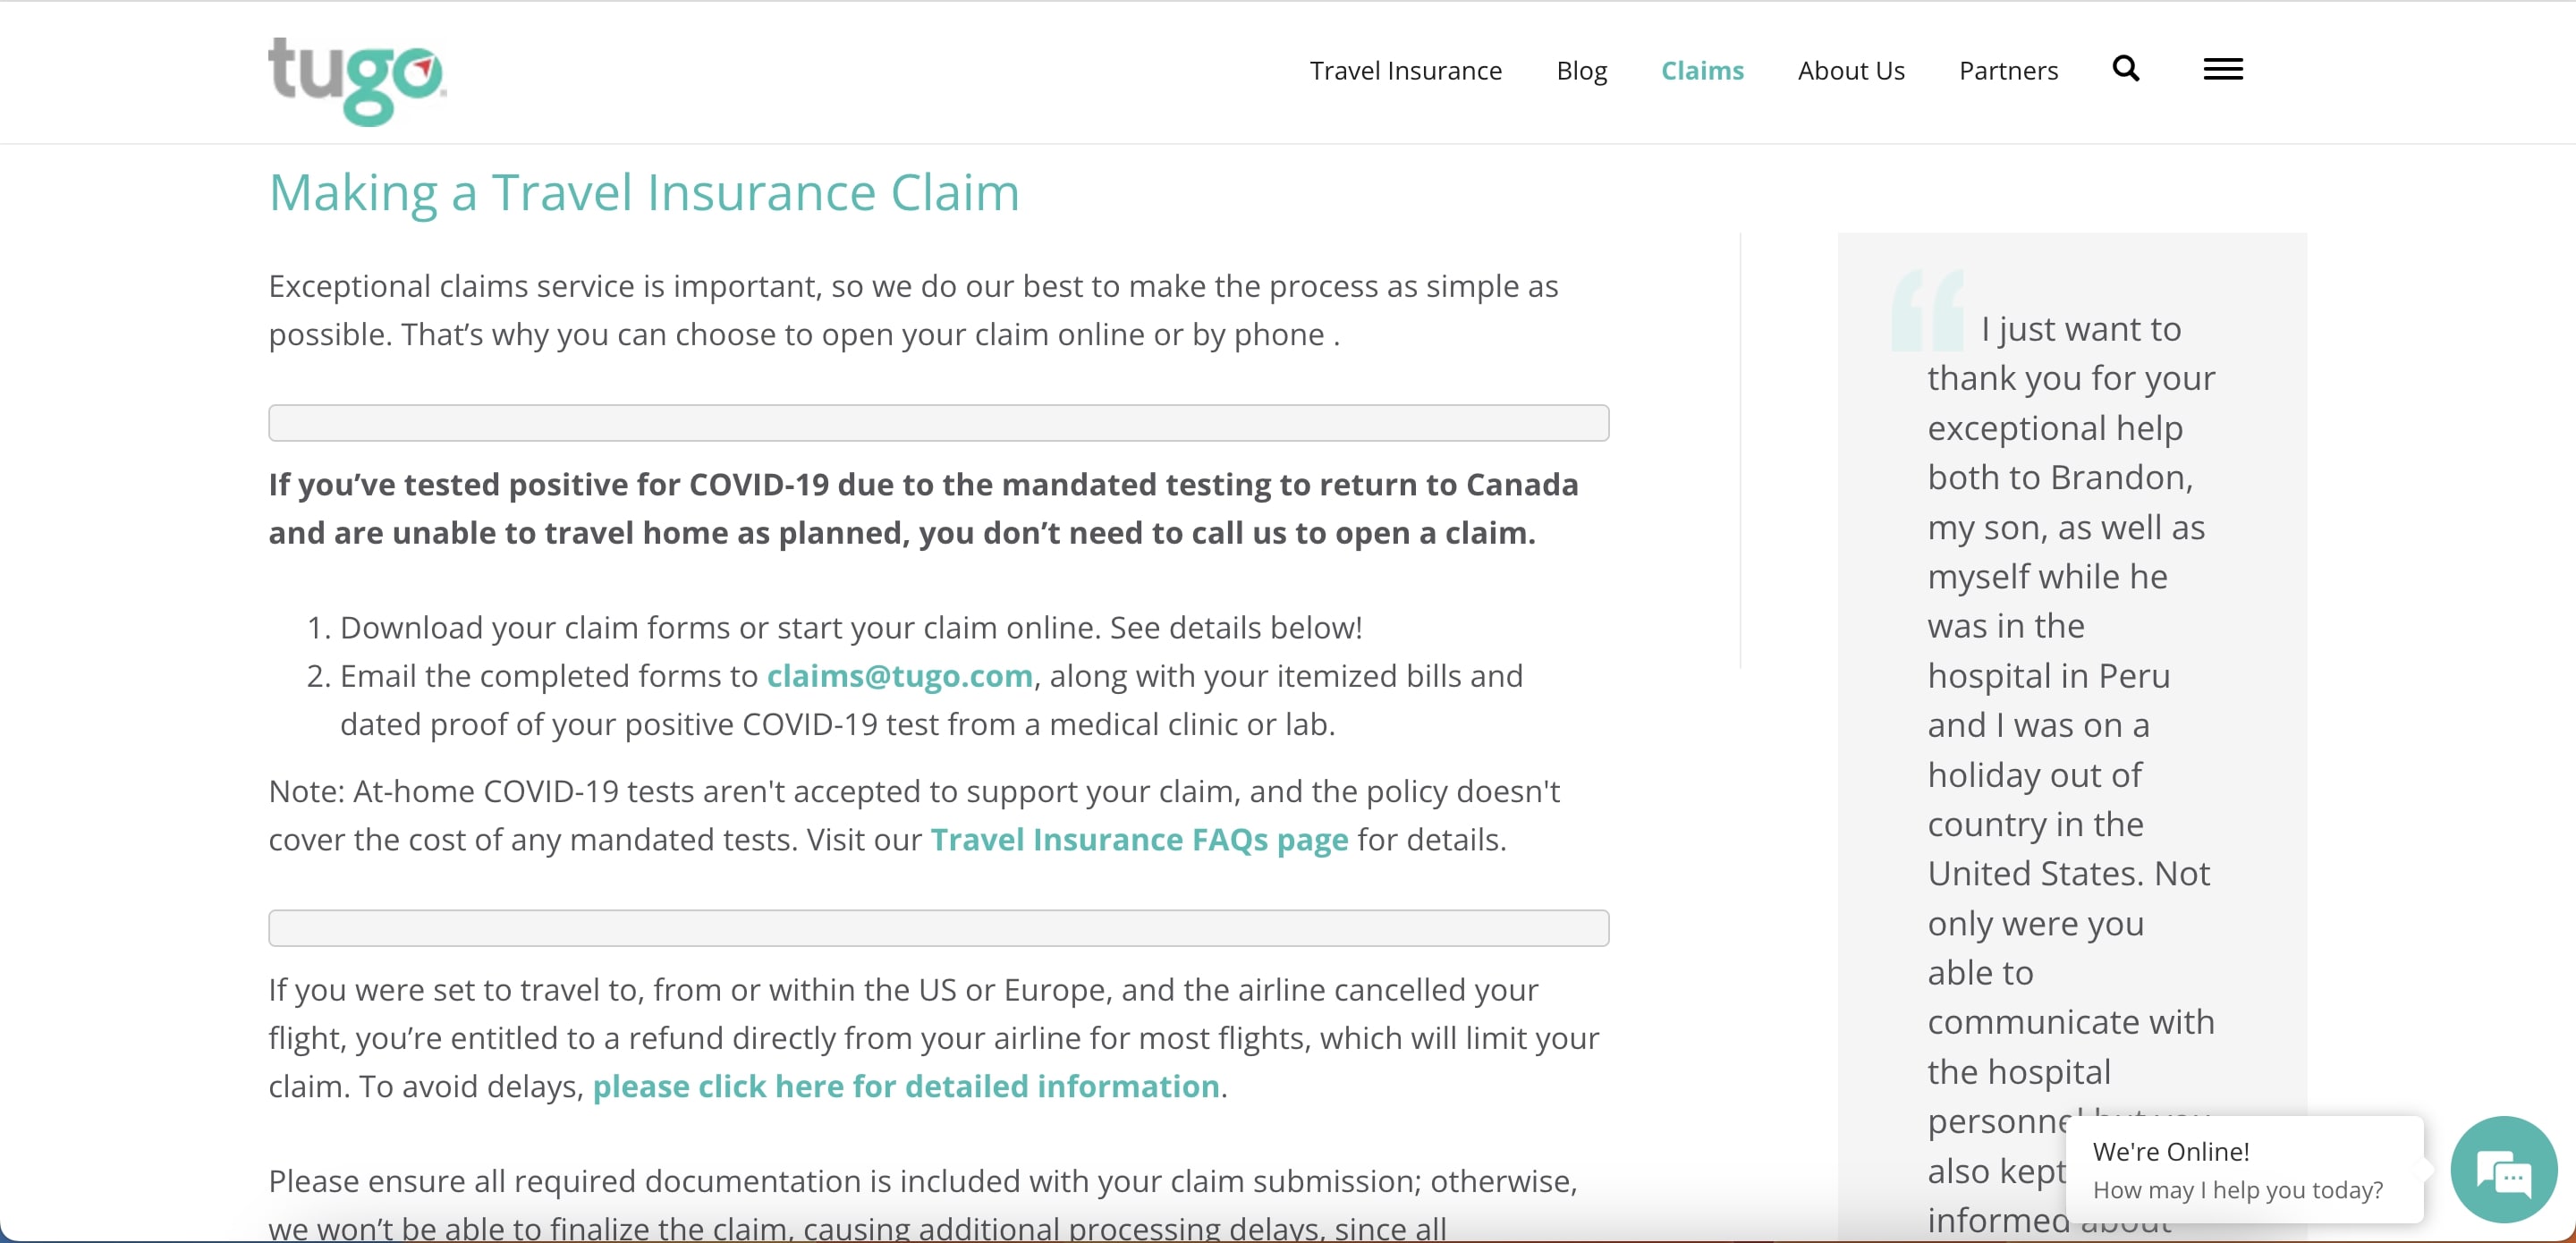 tugo
Travel Insurance
Blog
Claims
About Us
Partners
Making a Travel Insurance Claim
Exceptional claims service is important, so we do our best to make the process as simple as
possible. That’s why you can choose to open your claim online or by phone .
If you’ve tested positive for COVID-19 due to the mandated testing to return to Canada
and are unable to travel home as planned, you don’t need to call us to open a claim.
1. Download your claim forms or start your claim online. See details below!
2. Email the completed forms to claims@tugo.com, along with your itemized bills and
dated proof of your positive COVID-19 test from a medical clinic or lab.
Note: At-home COVID-19 tests aren't accepted to support your claim, and the policy doesn't
cover the cost of any mandated tests. Visit our Travel Insurance FAQs page for details.
If you were set to travel to, from or within the US or Europe, and the airline cancelled your
flight, you’re entitled to a refund directly from your airline for most flights, which will limit your
claim. To avoid delays, please click here for detailed information.
Please ensure all required documentation is included with your claim submission; otherwise,
we won’t be able to finalize the claim, causing additional processing delays, since all
“ I just want to
thank you for your
exceptional help
both to Brandon,
my son, as well as
myself while he
was in the
hospital in Peru
and I was on a
holiday out of
country in the
United States. Not
only were you
able to
communicate with
the hospital
personnel but you
also kept
informed about
We're Online!
How may I help you today?